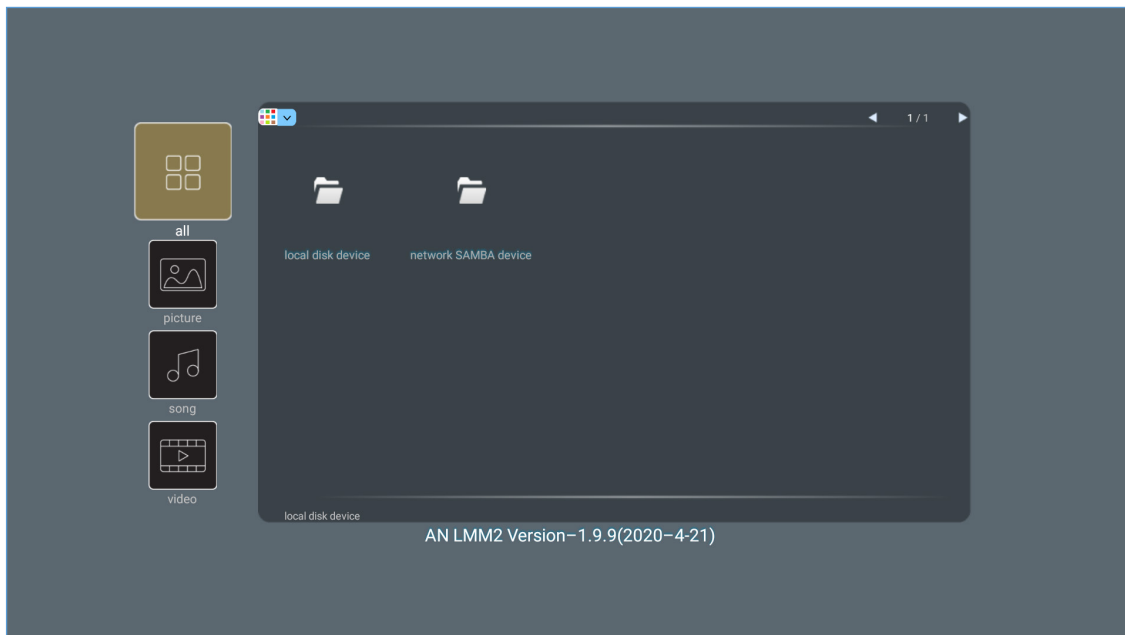 1 / 1
all
local disk device
network SAMBA device
picture
song
video
local disk device
AN LMM2 Version–1.9.9(2020–4-21)